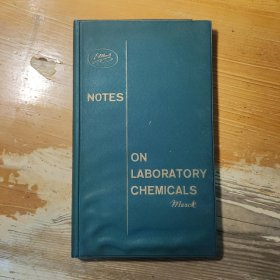 NOTES
ON
LABORATORY
CHEMICALS
Merck